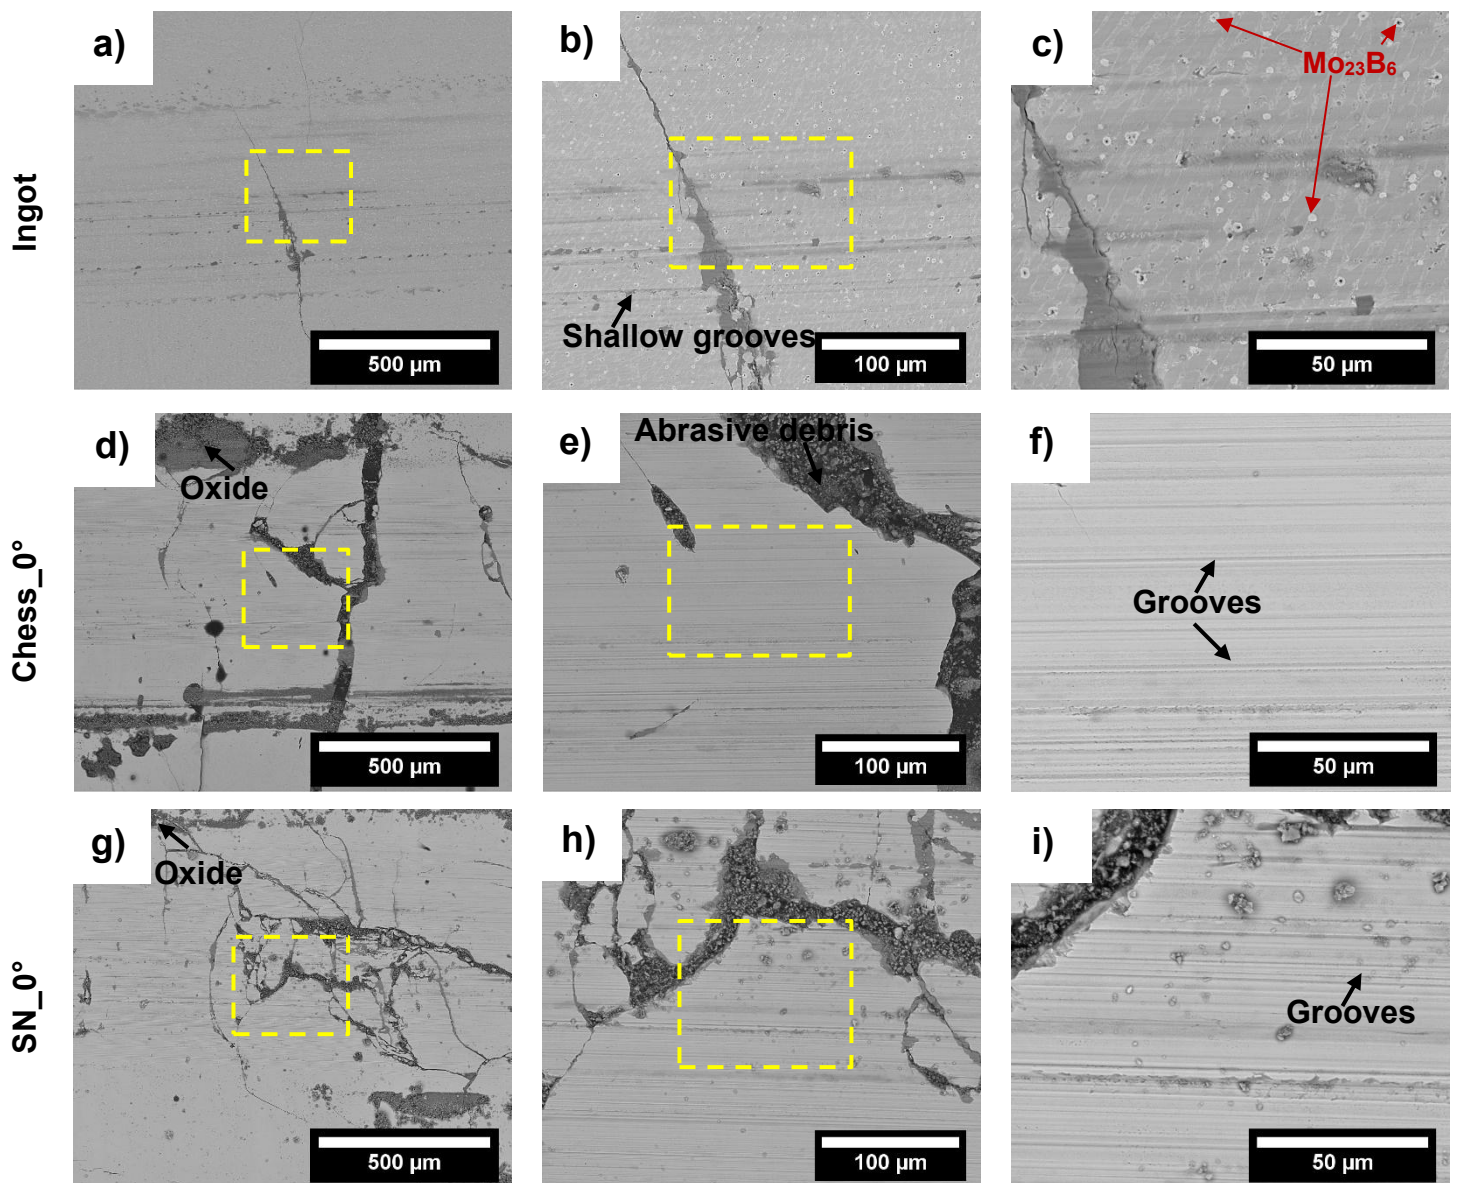 a)
b)
c)
Mo₂₃B₆
Ingot
Shallow grooves
500 µm
100 µm
50 µm
d)
e)
f)
Abrasive debris
Oxide
Chess_0°
Grooves
500 µm
100 µm
50 µm
g)
h)
i)
Oxide
SN_0°
Grooves
500 µm
100 µm
50 µm